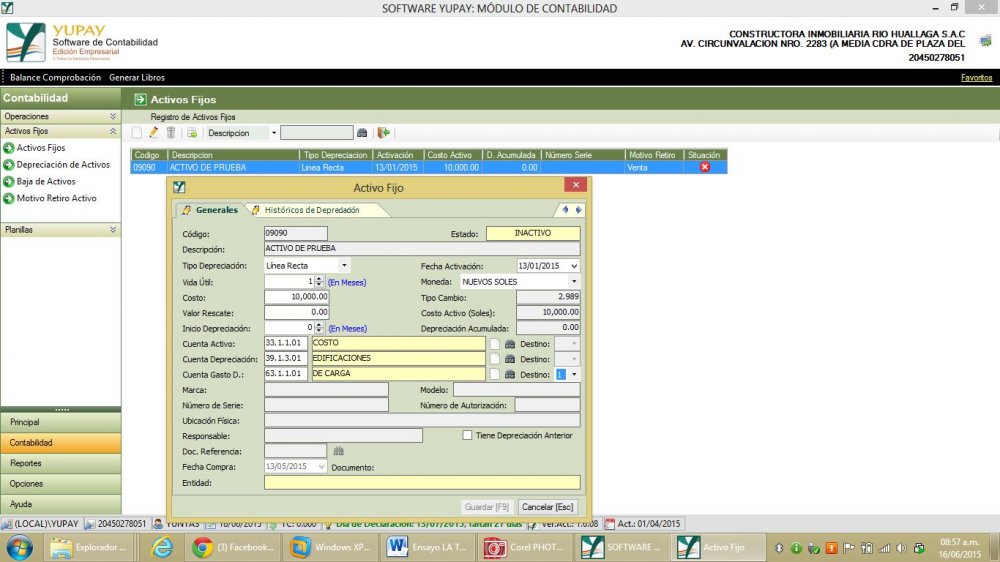 SOFTWARE YUPAY: MÓDULO DE CONTABILIDAD
YUPAY
Software de Contabilidad
Edición Empresarial
CONSTRUCTORA INMOBILIARIA RIO HUALLAGA S.A.C
AV. CIRCUNVALACION NRO. 2283 (A MEDIA CDRA DE PLAZA DEL
20450278051
Balance Comprobación Generar Libros Favoritos
Contabilidad
Operaciones
Activos Fijos
Activos Fijos
Depreciación de Activos
Baja de Activos
Motivo Retiro Activo
Planillas
Principal
Contabilidad
Reportes
Opciones
Ayuda
Activos Fijos
Registro de Activos Fijos
Descripcion
Codigo Descripcion Tipo Depreciacion Activación Costo Activo D. Acumulada Número Serie Motivo Retiro Situación
09090 ACTIVO DE PRUEBA Linea Recta 13/01/2015 10,000.00 0.00 Venta
Activo Fijo
Generales Históricos de Depredación
Código: 09090 Estado: INACTIVO
Descripción: ACTIVO DE PRUEBA
Tipo Depreciación: Línea Recta Fecha Activación: 13/01/2015
Vida Útil: 1 (En Meses) Moneda: NUEVOS SOLES
Costo: 10,000.00 Tipo Cambio: 2.989
Valor Rescate: 0.00 Costo Activo (Soles): 10,000.00
Inicio Depreciación: 0 (En Meses) Depreciación Acumulada: 0.00
Cuenta Activo: 33.1.1.01 COSTO Destino:
Cuenta Depreciación: 39.1.3.01 EDIFICACIONES Destino:
Cuenta Gasto D.: 63.1.1.01 DE CARGA Destino: 1
Marca: Modelo:
Número de Serie: Número de Autorización:
Ubicación Física:
Responsable: Tiene Depreciación Anterior
Doc. Referencia:
Fecha Compra: 13/05/2015 Documento:
Entidad:
Guardar [F9] Cancelar [Esc]
(LOCAL)\YUPAY 20450278051 YUNTAS 16/06/2015 TC: 0.000 Día de Declaración: 13/07/2015, faltan 27 días Ver.Act.: 1.6.08 Act.: 01/04/2015
Explorador ... (3) Facebook... Windows XP... Ensayo LA T... Corel PHOT... SOFTWARE ... Activo Fijo
08:57 a.m.
16/06/2015